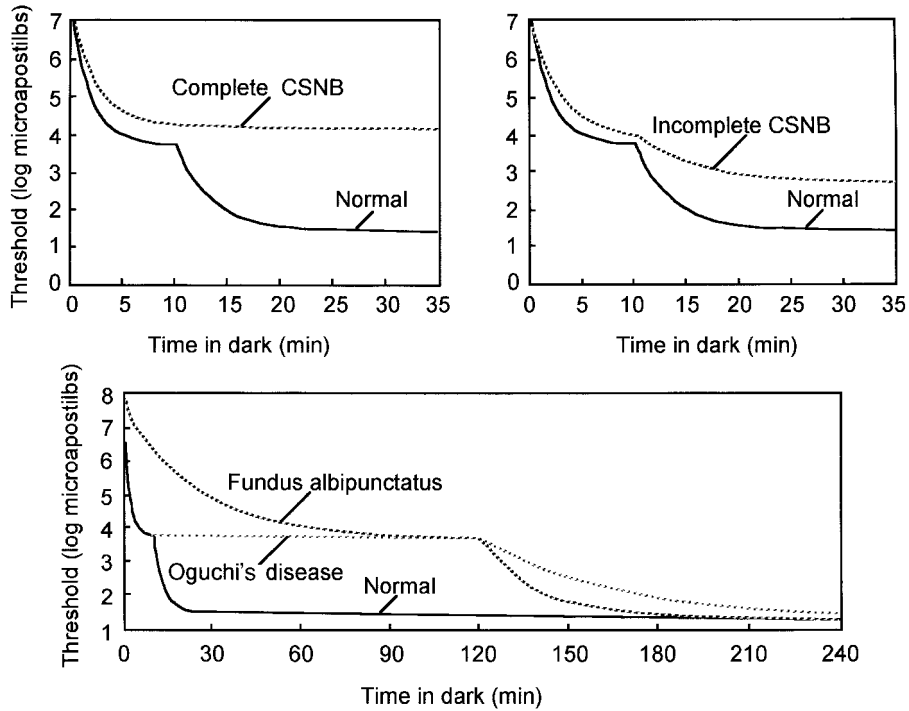 Threshold (log microapostilbs)
7
6
5
4
3
2
1
0
Complete CSNB
Normal
0 5 10 15 20 25 30 35
Time in dark (min)
7
6
5
4
3
2
1
0
Incomplete CSNB
Normal
0 5 10 15 20 25 30 35
Time in dark (min)
Threshold (log microapostilbs)
8
7
6
5
4
3
2
1
Fundus albipunctatus
Oguchi's disease
Normal
0 30 60 90 120 150 180 210 240
Time in dark (min)